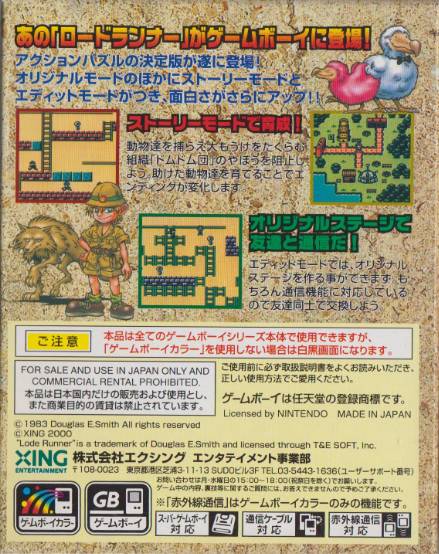 あの「ロードランナー」がゲームボーイに登場!
アクションパズルの決定版が遂に登場!
オリジナルモードのほかにストーリーモードと
エディットモードがつき、面白さがさらにアップ!!
ストーリーモードで育成!
動物達を捕らえ大もうけをたくらむ
組織「ドムドム団」のやぼうを阻止し
よう。助けた動物達を育てることでエ
ンディングが変化します。
オリジナルステージで
友達と通信だ!
エディットモードでは、オリジナル
ステージを作る事ができます。も
ちろん通信機能に対応している
ので友達同士で交換しよう。
ご注意
本品は全てのゲームボーイシリーズ本体で使用できますが、
「ゲームボーイカラー」を使用しない場合は白黒画面になります。
FOR SALE AND USE IN JAPAN ONLY AND
COMMERCIAL RENTAL PROHIBITED.
本品は日本国内だけの販売および使用とし、
また商業目的の賃貸は禁止されています。
ご使用前に必ず取扱説明書をよくお読みいただき、
正しい使用方法でご愛用ください。
ゲームボーイは任天堂の登録商標です。
Licensed by NINTENDO MADE IN JAPAN
©1983 Douglas E.Smith All rights reserved
©XING 2000
"Lode Runner"is a trademark of Douglas E.Smith and licensed through T&E SOFT, Inc.
XING ENTERTAINMENT
株式会社エクシング エンタテイメント事業部
〒108-0023 東京都港区芝浦3-11-13 SUDOビル3F TEL.03-5443-1636(ユーザーサポート番号)
お問い合わせは月・水曜日の15:00〜18:00(祝祭日を除く)でお願いします。
ゲーム中の内容、裏技等に関するご質問には、お答えできませんので予めご了承ください。
※「赤外線通信」はゲームボーイカラーのみの機能です。
ゲームボーイカラー
GB
ゲームボーイ
スーパーゲームボーイ対応
通信ケーブル対応
赤外線通信対応